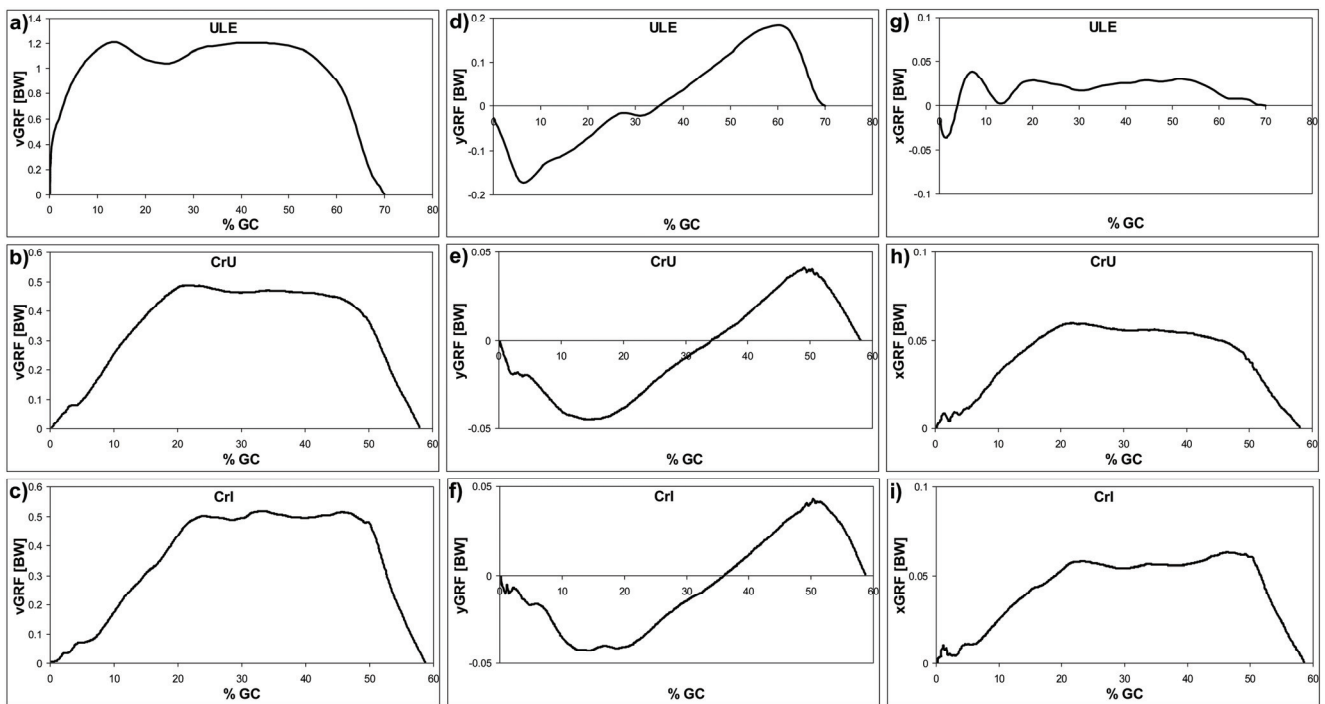 a)
ULE
vGRF [BW]
1.4
1.2
1.0
0.8
0.6
0.4
0.2
0
0 10 20 30 40 50 60 70 80
% GC
d)
ULE
yGRF [BW]
0.2
0.1
0
-0.1
-0.2
0 10 20 30 40 50 60 70 80
% GC
g)
ULE
xGRF [BW]
0.1
0.05
0
-0.05
-0.1
0 10 20 30 40 50 60 70 80
% GC
b)
CrU
vGRF [BW]
0.6
0.5
0.4
0.3
0.2
0.1
0
0 10 20 30 40 50 60
% GC
e)
CrU
yGRF [BW]
0.05
0
-0.05
0 10 20 30 40 50 60
% GC
h)
CrU
xGRF [BW]
0.1
0.05
0
0 10 20 30 40 50 60
% GC
c)
CrI
vGRF [BW]
0.6
0.5
0.4
0.3
0.2
0.1
0
0 10 20 30 40 50 60
% GC
f)
CrI
yGRF [BW]
0.05
0
-0.05
0 10 20 30 40 50 60
% GC
i)
CrI
xGRF [BW]
0.1
0.05
0
0 10 20 30 40 50 60
% GC